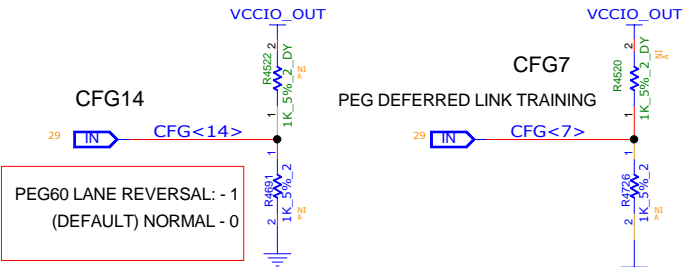 VCCIO_OUT
VCCIO_OUT
2
R4522
1K_5%_2_DY
NI
A
1
CFG14
29
IN
CFG<14>
1
R4691
1K_5%_2
NI
A
2
PEG60 LANE REVERSAL: - 1
(DEFAULT) NORMAL - 0
2
R4520
1K_5%_2_DY
1
CFG7
PEG DEFERRED LINK TRAINING
29
IN
CFG<7>
1
R4726
1K_5%_2
NI
A
2